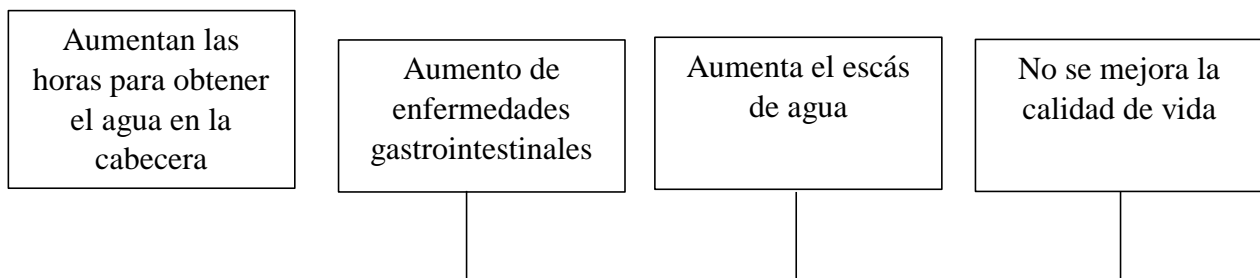 Aumentan las
horas para obtener
el agua en la
cabecera
Aumento de
enfermedades
gastrointestinales
Aumenta el escás
de agua
No se mejora la
calidad de vida